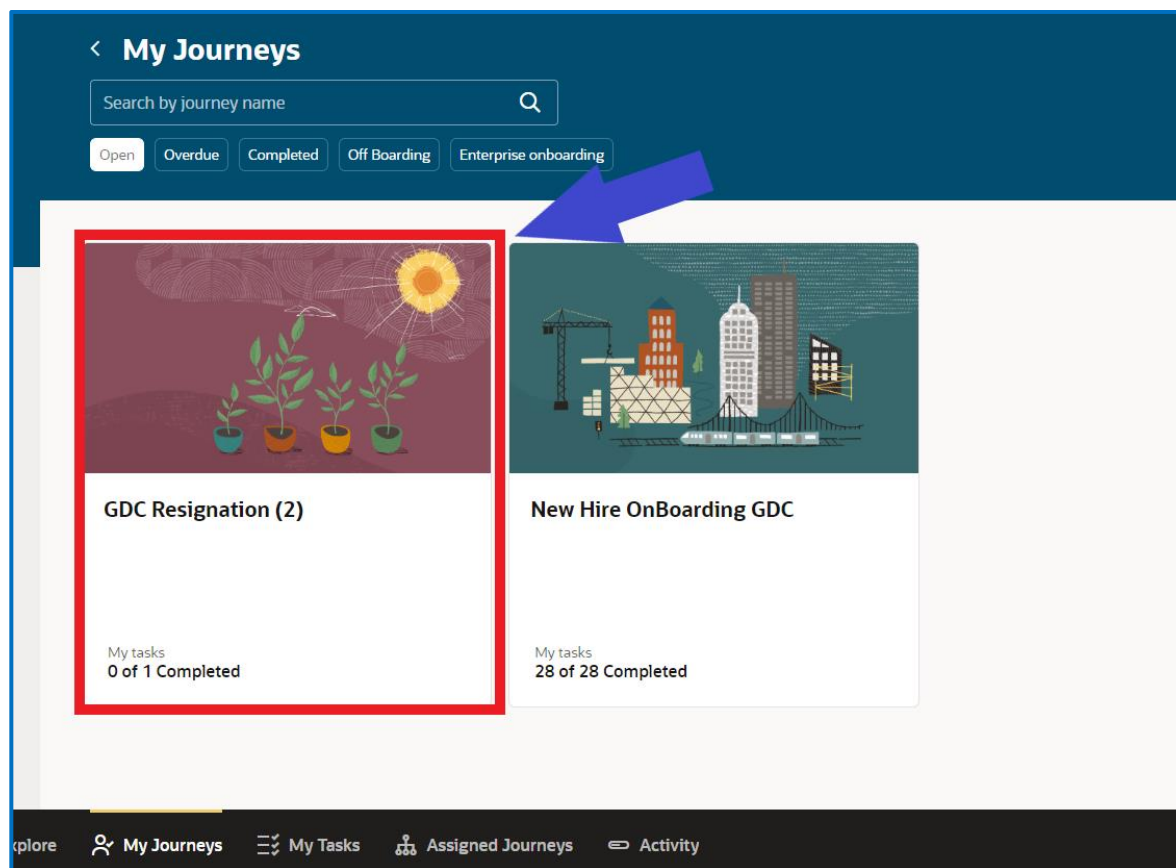 My Journeys
Search by journey name
Open Overdue Completed Off Boarding Enterprise onboarding
GDC Resignation (2)
My tasks
0 of 1 Completed
New Hire OnBoarding GDC
My tasks
28 of 28 Completed
xplore My Journeys My Tasks Assigned Journeys Activity